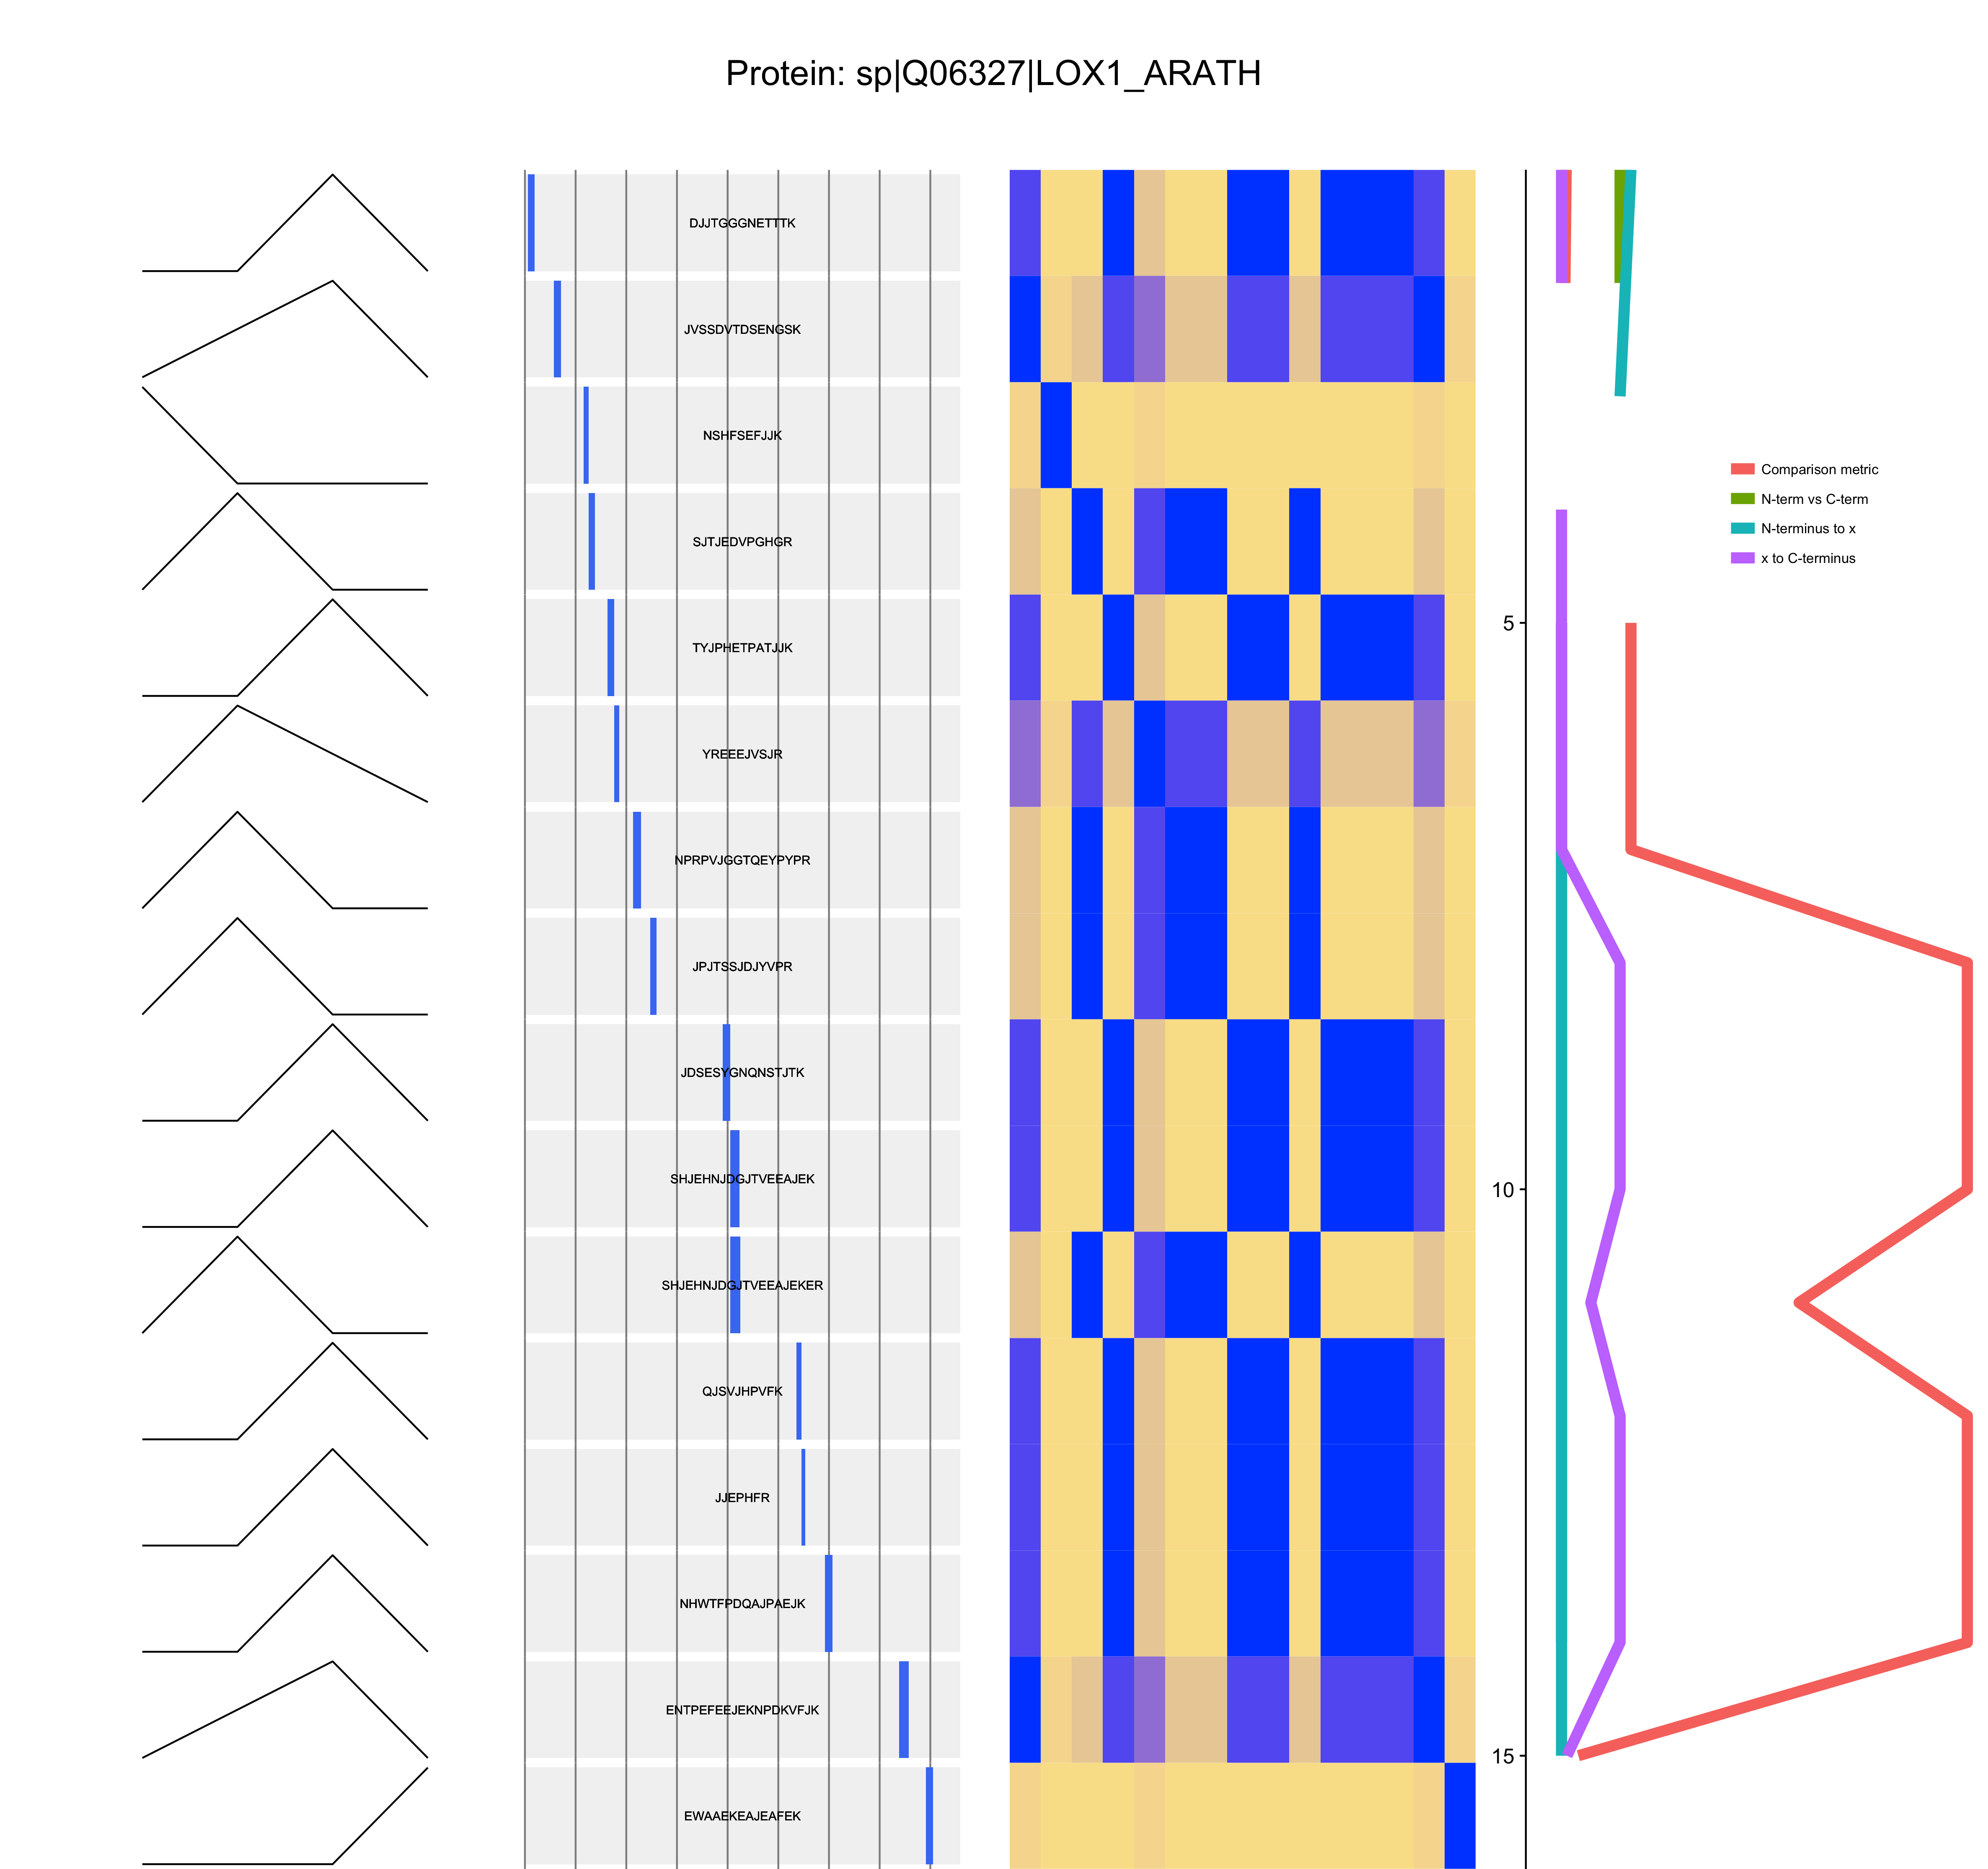 Protein: sp|Q06327|LOX1_ARATH
DJJTGGGNETTTK
JVSSDVTDSENGSK
NSHFSEFJJK
SJTJEDVPGHGR
TYJPHETPATJJK
YREEEJVSJR
NPRPVJGGTQEYPYPR
JPJTSSJDJYVPR
JDSESYGNQNSTJTK
SHJEHNJDGJTVEEAJEK
SHJEHNJDGJTVEEAJEKER
QJSVJHPVFK
JJEPHFR
NHWTFPDQAJPAEJK
ENTPEFEEJEKNPDKVFJK
EWAAEKEAJEAFEK
5
10
15
Comparison metric
N-term vs C-term
N-terminus to x
x to C-terminus